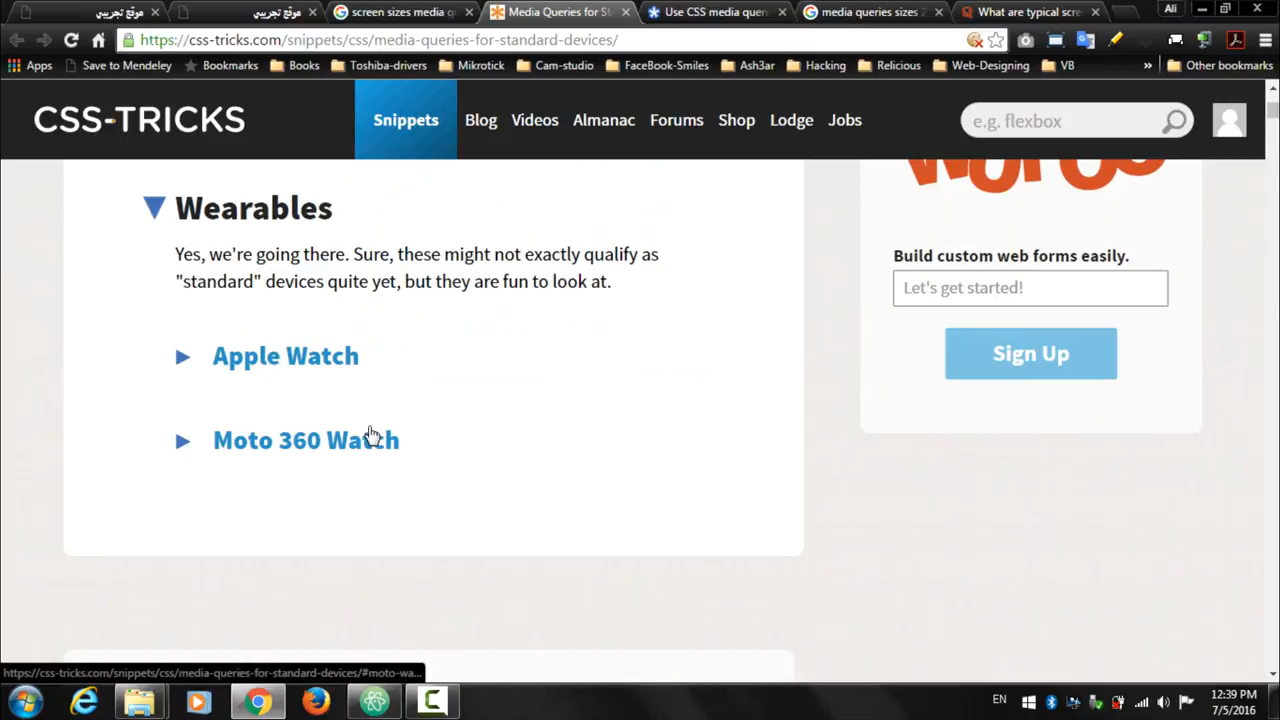 موقع تجريبي
موقع تجريبي
screen sizes media q
Media Queries for St
Use CSS media quer
media queries sizes
What are typical scre
Ali
https://css-tricks.com/snippets/css/media-queries-for-standard-devices/
Apps
Save to Mendeley
Bookmarks
Books
Toshiba-drivers
Mikrotick
Cam-studio
FaceBook-Smiles
Ash3ar
Hacking
Relicious
Web-Designing
VB
»
Other bookmarks
CSS-TRICKS
Snippets
Blog
Videos
Almanac
Forums
Shop
Lodge
Jobs
e.g. flexbox
Wearables
Yes, we're going there. Sure, these might not exactly qualify as
"standard" devices quite yet, but they are fun to look at.
Apple Watch
Moto 360 Watch
Build custom web forms easily.
Let's get started!
Sign Up
https://css-tricks.com/snippets/css/media-queries-for-standard-devices/#moto-wa...
EN
12:39 PM
7/5/2016